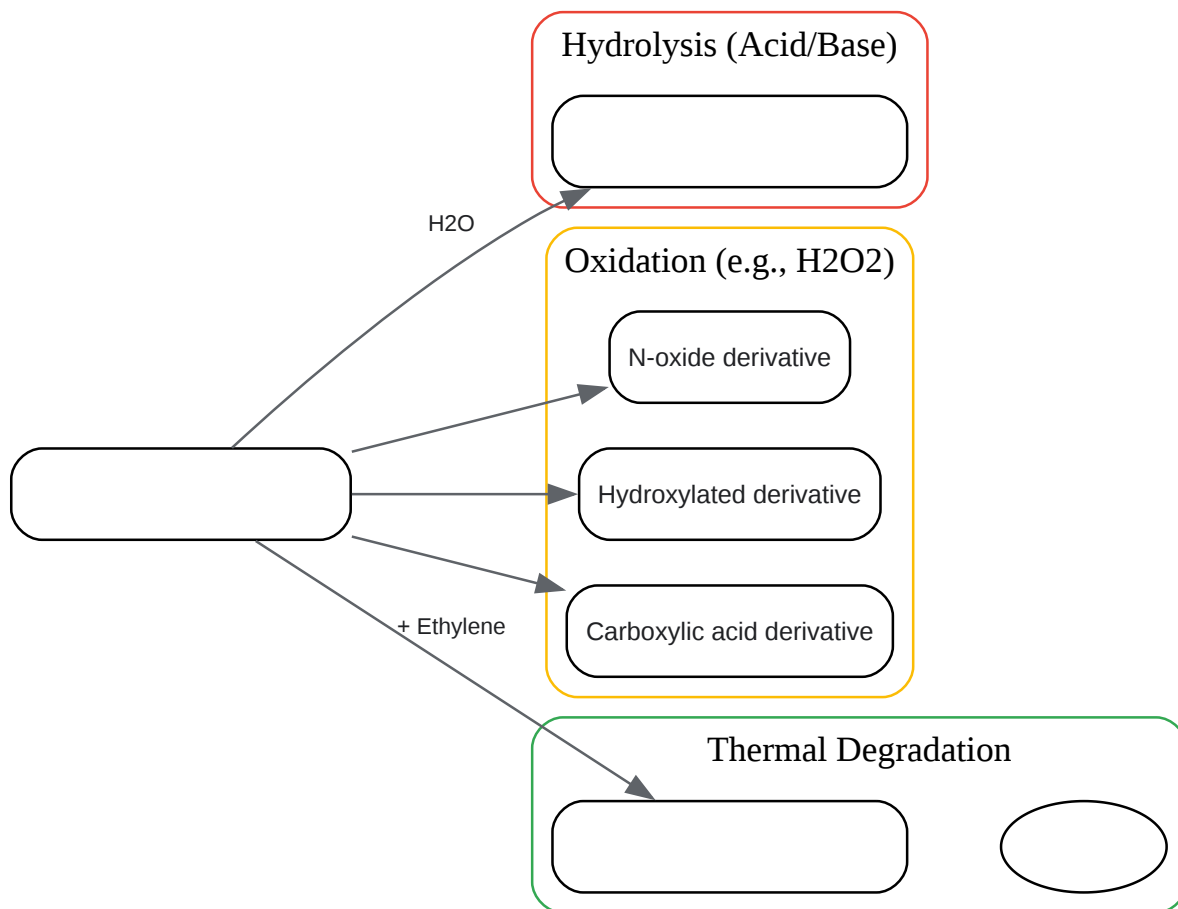 Hydrolysis (Acid/Base)
H2O
Oxidation (e.g., H2O2)
N-oxide derivative
Hydroxylated derivative
Carboxylic acid derivative
+ Ethylene
Thermal Degradation